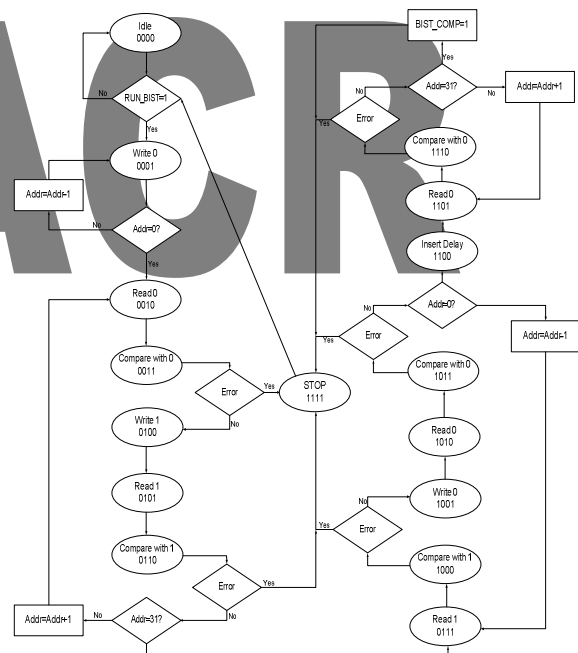 ACR
Idle
0000
No
RUN_BIST=1
Yes
Write 0
0001
Addr=Addr-1
No
Addr=0?
Yes
Read 0
0010
Compare with 0
0011
Error
Yes
No
Write 1
0100
Read 1
0101
Compare with 1
0110
Error
Yes
No
Addr=31?
No
Addr=Addr+1
STOP
1111
BIST_COMP=1
Yes
Addr=31?
No
No
Addr=Addr+1
Error
Yes
Compare with 0
1110
Read 0
1101
Insert Delay
1100
Addr=0?
No
Error
Yes
Addr=Addr-1
Compare with 0
1011
Read 0
1010
Write 0
1001
No
Error
Yes
Compare with 1
1000
Read 1
0111